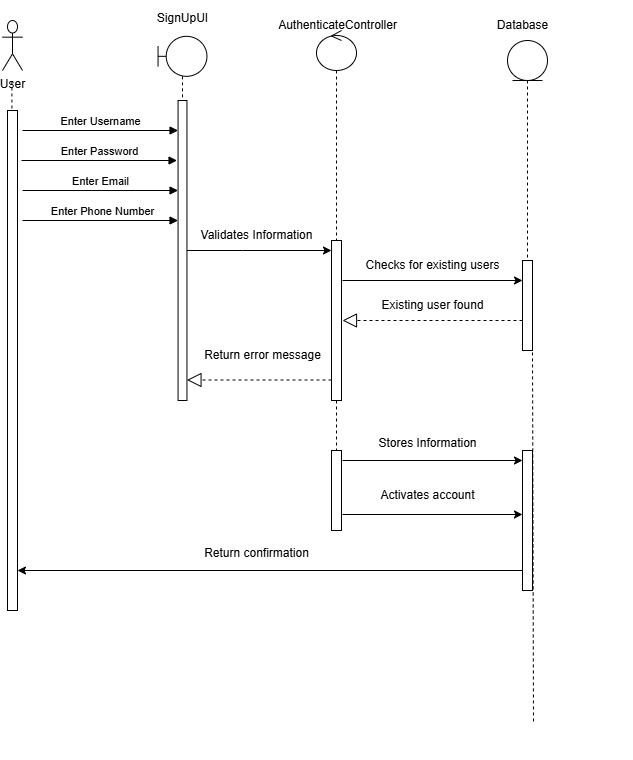 SignUpUI
AuthenticateController
Database
User
Enter Username
Enter Password
Enter Email
Enter Phone Number
Validates Information
Checks for existing users
Existing user found
Return error message
Stores Information
Activates account
Return confirmation